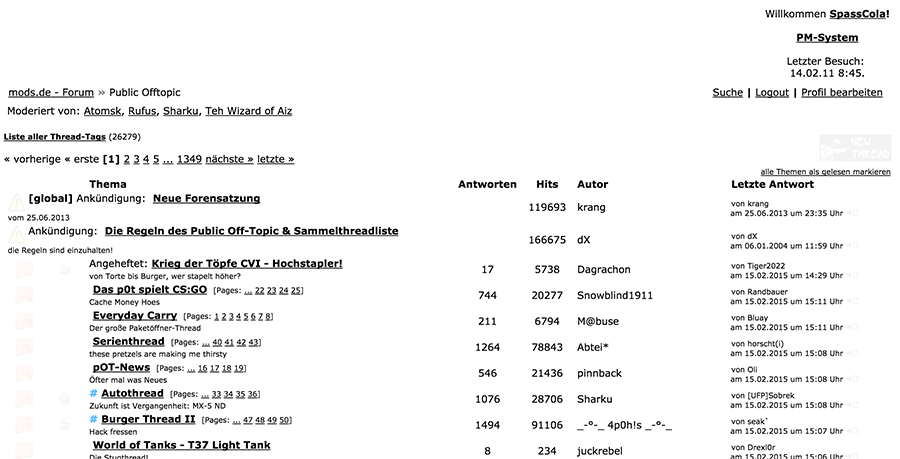 Willkommen SpassCola!
PM-System
Letzter Besuch:
14.02.11 8:45.
mods.de - Forum » Public Offtopic
Suche | Logout | Profil bearbeiten
Moderiert von: Atomsk, Rufus, Sharku, Teh Wizard of Aiz
Liste aller Thread-Tags (26279)
NEW THREAD
« vorherige « erste [1] 2 3 4 5 ... 1349 nächste » letzte »
alle Themen als gelesen markieren
Thema Antworten Hits Autor Letzte Antwort
[global] Ankündigung: Neue Forensatzung
vom 25.06.2013
119693 krang
von krang
am 25.06.2013 um 23:35 Uhr
Ankündigung: Die Regeln des Public Off-Topic & Sammelthreadliste
die Regeln sind einzuhalten!
166675 dX
von dX
am 06.01.2004 um 11:59 Uhr
Angeheftet: Krieg der Töpfe CVI - Hochstapler!
von Torte bis Burger, wer stapelt höher?
17 5738 Dagrachon
von Tiger2022
am 15.02.2015 um 14:29 Uhr
Das p0t spielt CS:GO [Pages: ... 22 23 24 25]
Cache Money Hoes
744 20277 Snowblind1911
von Randbauer
am 15.02.2015 um 15:11 Uhr
Everyday Carry [Pages: 1 2 3 4 5 6 7 8]
Der große Paketöffner-Thread
211 6794 M@buse
von Bluay
am 15.02.2015 um 15:11 Uhr
Serienthread [Pages: ... 40 41 42 43]
these pretzels are making me thirsty
1264 78843 Abtei*
von horscht(i)
am 15.02.2015 um 15:08 Uhr
pOT-News [Pages: ... 16 17 18 19]
Öfter mal was Neues
546 21436 pinnback
von Oli
am 15.02.2015 um 15:08 Uhr
# Autothread [Pages: ... 33 34 35 36]
Zukunft ist Vergangenheit: MX-5 ND
1076 28706 Sharku
von [UFP]Sobrek
am 15.02.2015 um 15:08 Uhr
# Burger Thread II [Pages: ... 47 48 49 50]
Hack fressen
1494 91106 _-°-_ 4p0h!s _-°-_
von seak`
am 15.02.2015 um 15:07 Uhr
World of Tanks - T37 Light Tank
Die Stugthread!
8 234 juckrebel
von Drexl0r
am 15.02.2015 um 15:06 Uhr